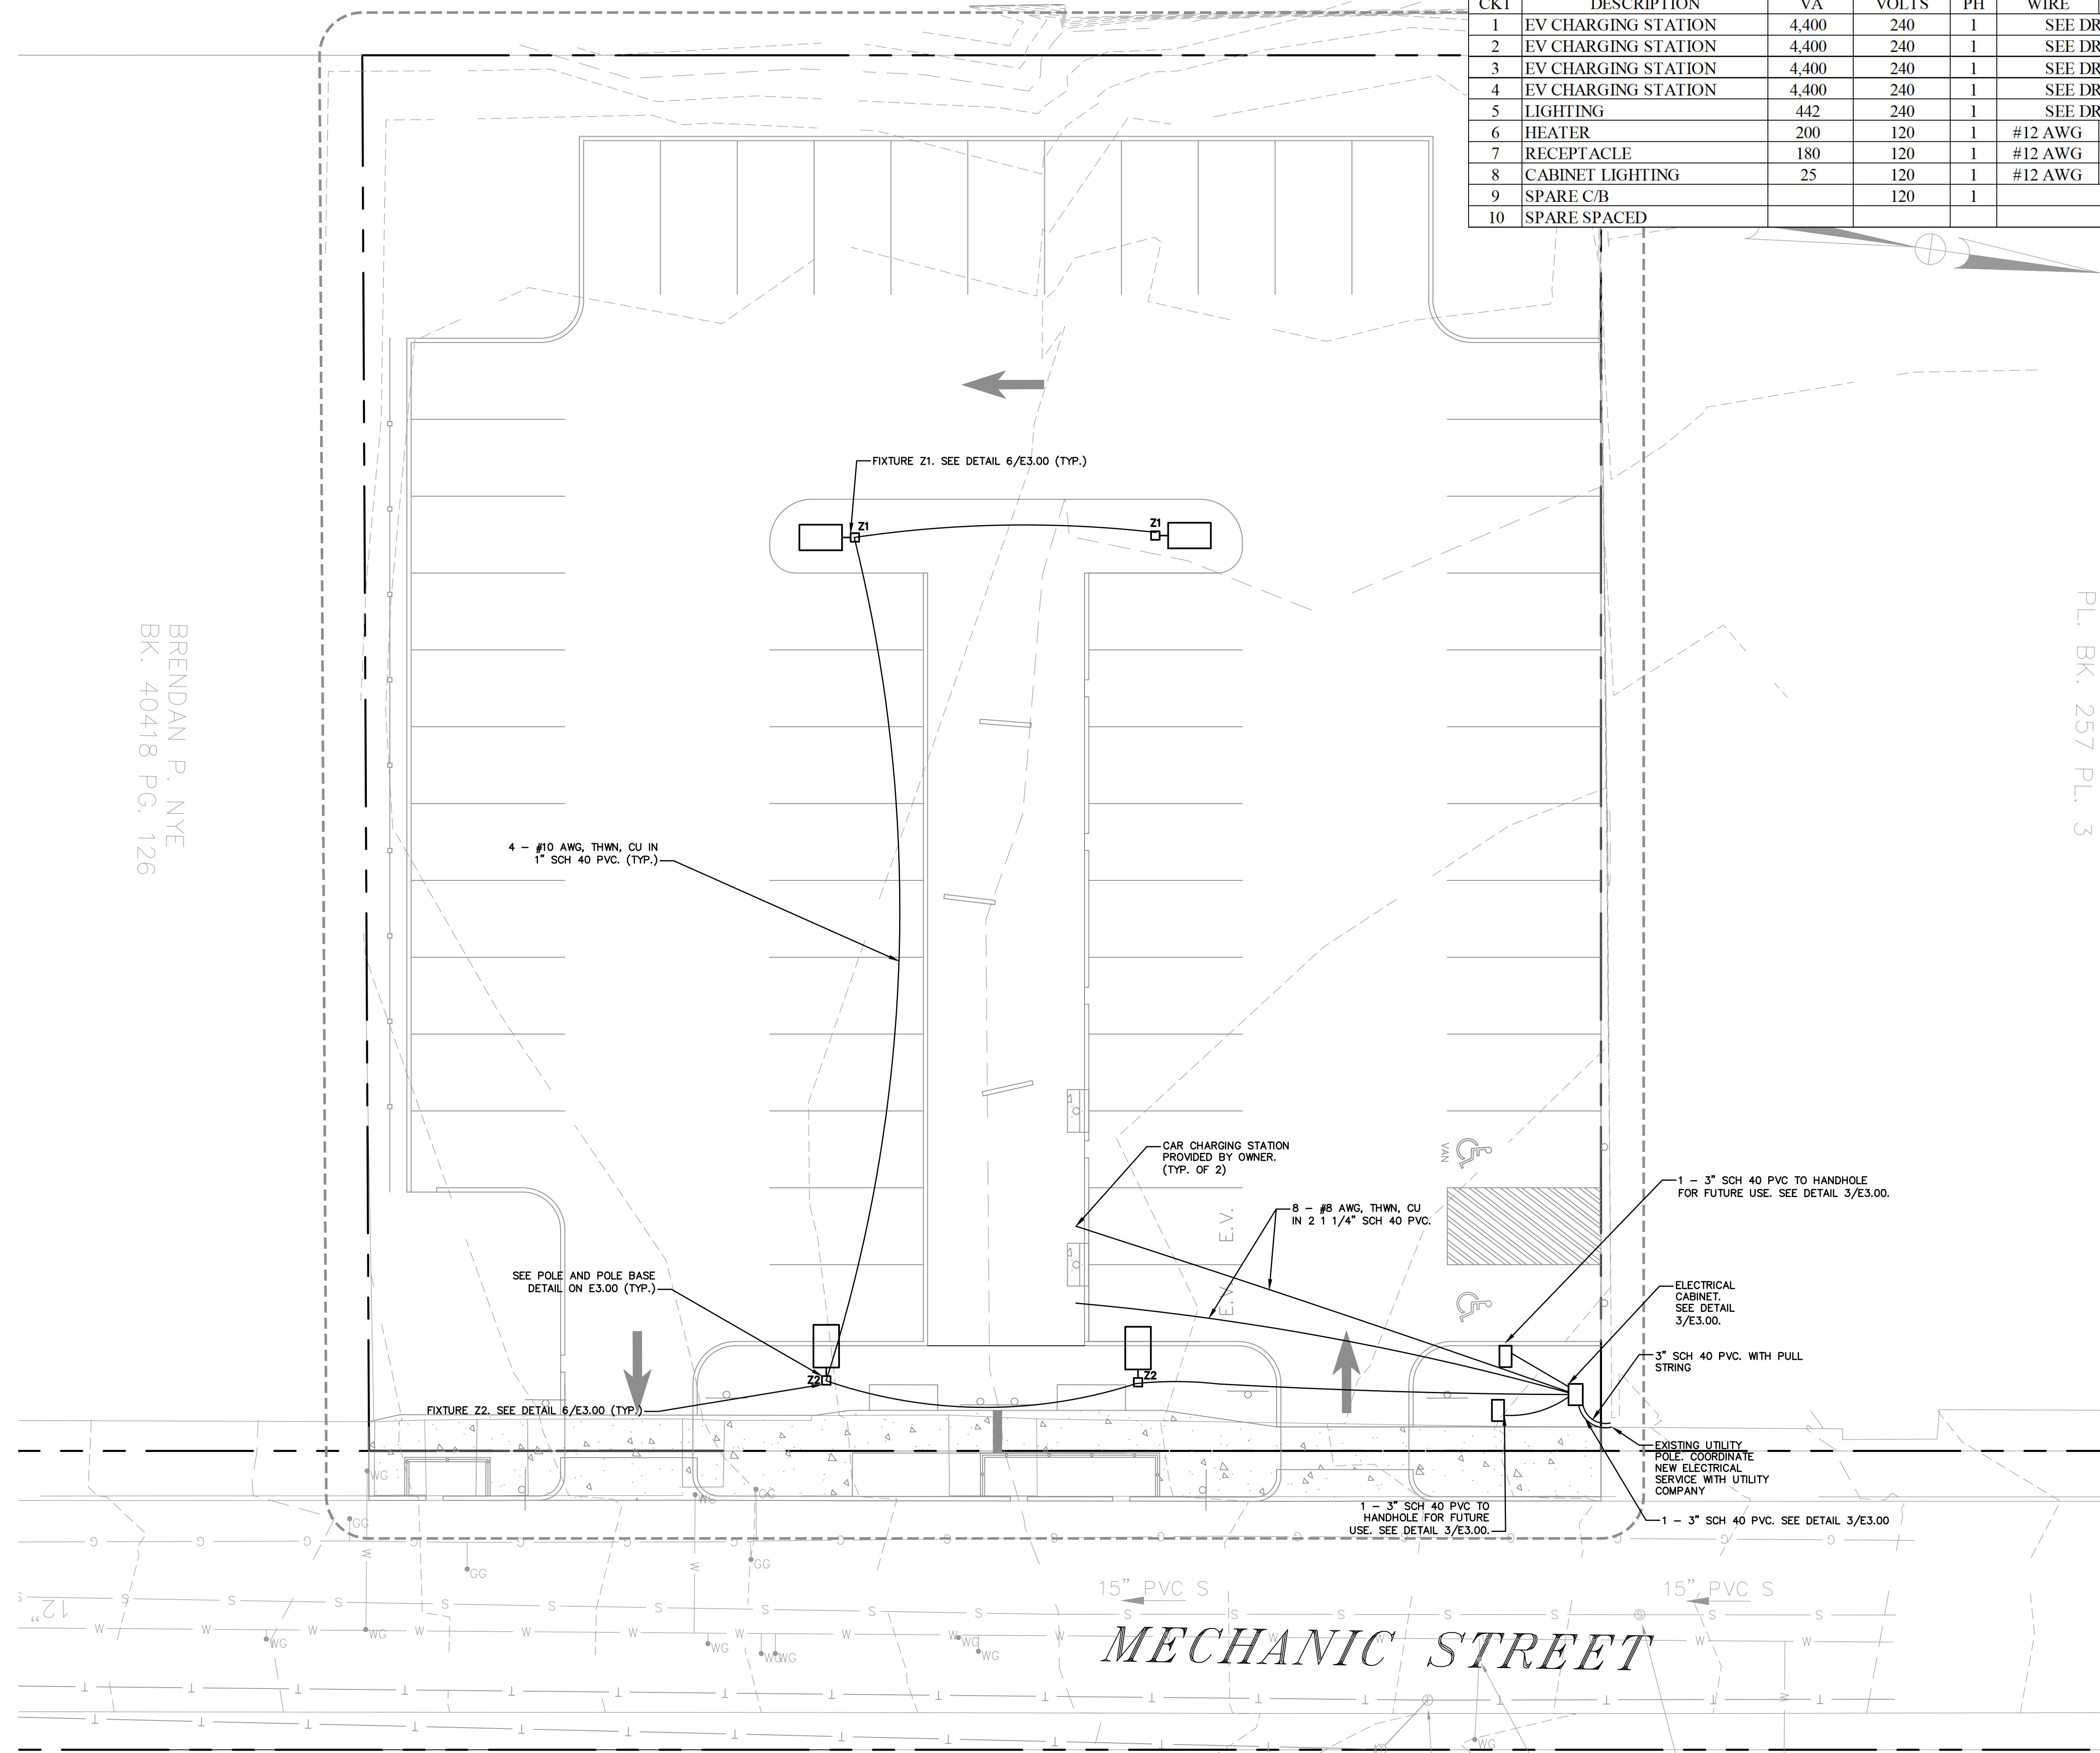 CKT DESCRIPTION VA VOLTS PH WIRE
1 EV CHARGING STATION 4,400 240 1 SEE DR
2 EV CHARGING STATION 4,400 240 1 SEE DR
3 EV CHARGING STATION 4,400 240 1 SEE DR
4 EV CHARGING STATION 4,400 240 1 SEE DR
5 LIGHTING 442 240 1 SEE DR
6 HEATER 200 120 1 #12 AWG
7 RECEPTACLE 180 120 1 #12 AWG
8 CABINET LIGHTING 25 120 1 #12 AWG
9 SPARE C/B 120 1
10 SPARE SPACED
FIXTURE Z1. SEE DETAIL 6/E3.00 (TYP.)
Z1
Z1
BRENDAN P. NYE
BK. 40418 PG. 126
PL. BK. 257 PL. 3
4 - #10 AWG, THWN, CU IN
1" SCH 40 PVC. (TYP.)
CAR CHARGING STATION
PROVIDED BY OWNER.
(TYP. OF 2)
VAN
8 - #8 AWG, THWN, CU
IN 2 1 1/4" SCH 40 PVC.
E.V.
E.V.
1 - 3" SCH 40 PVC TO HANDHOLE
FOR FUTURE USE. SEE DETAIL 3/E3.00.
SEE POLE AND POLE BASE
DETAIL ON E3.00 (TYP.)
ELECTRICAL
CABINET.
SEE DETAIL
3/E3.00.
3" SCH 40 PVC. WITH PULL
STRING
Z2
Z2
FIXTURE Z2. SEE DETAIL 6/E3.00 (TYP.)
EXISTING UTILITY
POLE. COORDINATE
NEW ELECTRICAL
SERVICE WITH UTILITY
COMPANY
1 - 3" SCH 40 PVC TO
HANDHOLE FOR FUTURE
USE. SEE DETAIL 3/E3.00.
1 - 3" SCH 40 PVC. SEE DETAIL 3/E3.00
WG
WG
GG
GG
GG
GG
G G G G G G G G G G G G G G
W
W
15" PVC S
15" PVC S
12"
S S S S S S S S S S S S S S S S
W W W W W W W W W W W W W
WG
WG
WG
WG
WG
WG
WG
MECHANIC STREET
T T T T T T T T T T T T T T T T T
W
T T T T T T T T T T T
WG